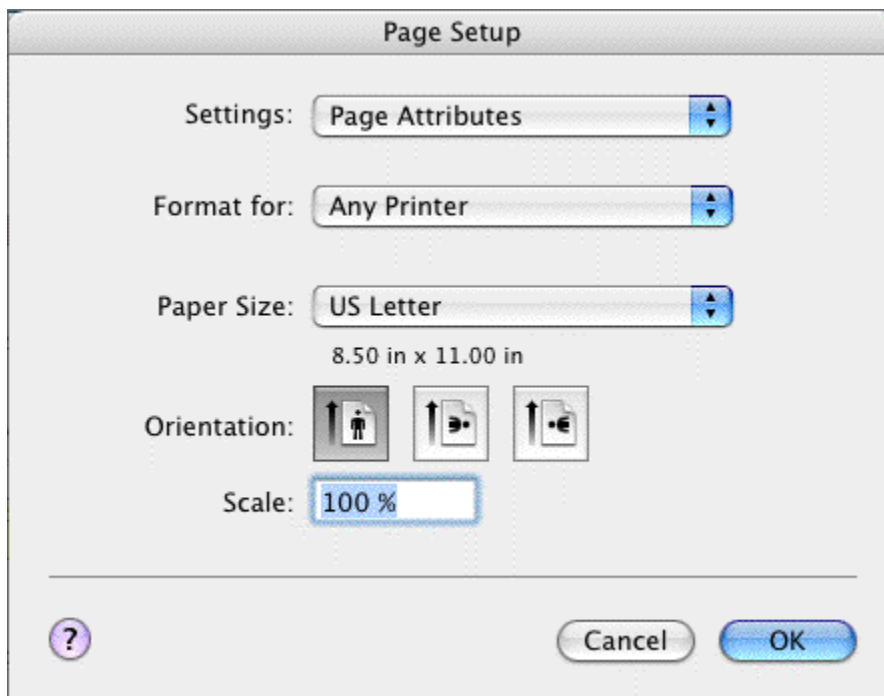 Page Setup
Settings: Page Attributes
Format for: Any Printer
Paper Size: US Letter
8.50 in x 11.00 in
Orientation:
Scale: 100 %
? Cancel OK